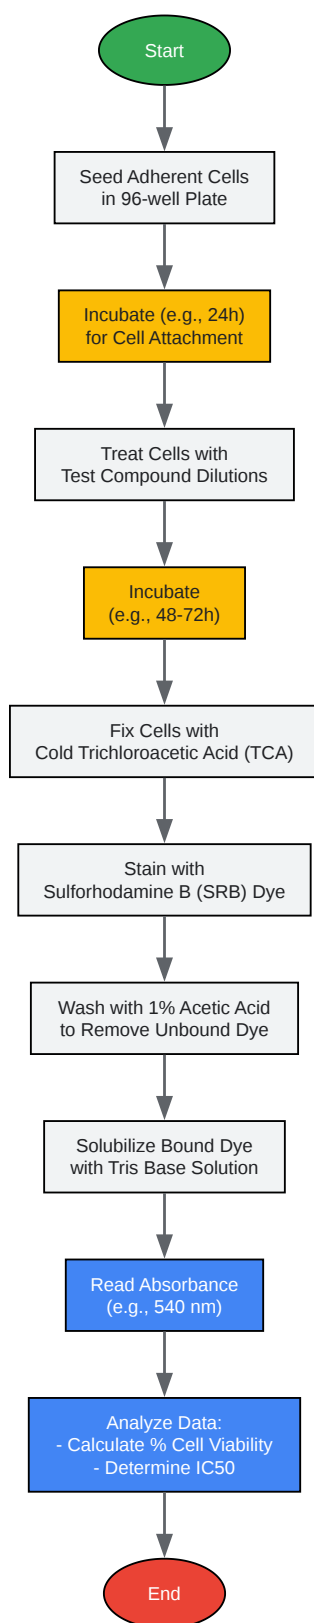 Start
Seed Adherent Cells
in 96-well Plate
Incubate (e.g., 24h)
for Cell Attachment
Treat Cells with
Test Compound Dilutions
Incubate
(e.g., 48-72h)
Fix Cells with
Cold Trichloroacetic Acid (TCA)
Stain with
Sulforhodamine B (SRB) Dye
Wash with 1% Acetic Acid
to Remove Unbound Dye
Solubilize Bound Dye
with Tris Base Solution
Read Absorbance
(e.g., 540 nm)
Analyze Data:
- Calculate % Cell Viability
- Determine IC50
End